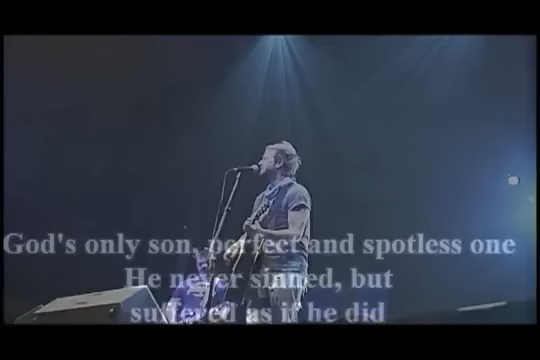 God's only son, perfect and spotless one
He never sinned, but
suffered as if he did